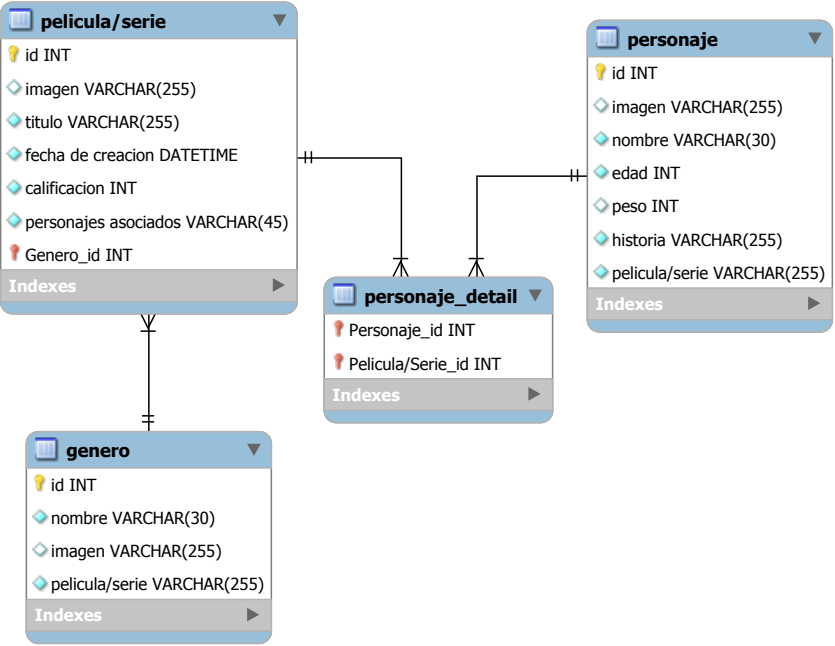 pelicula/serie
id INT
imagen VARCHAR(255)
titulo VARCHAR(255)
fecha de creacion DATETIME
calificacion INT
personajes asociados VARCHAR(45)
Genero_id INT
Indexes
personaje
id INT
imagen VARCHAR(255)
nombre VARCHAR(30)
edad INT
peso INT
historia VARCHAR(255)
pelicula/serie VARCHAR(255)
Indexes
personaje_detail
Personaje_id INT
Pelicula/Serie_id INT
Indexes
genero
id INT
nombre VARCHAR(30)
imagen VARCHAR(255)
pelicula/serie VARCHAR(255)
Indexes